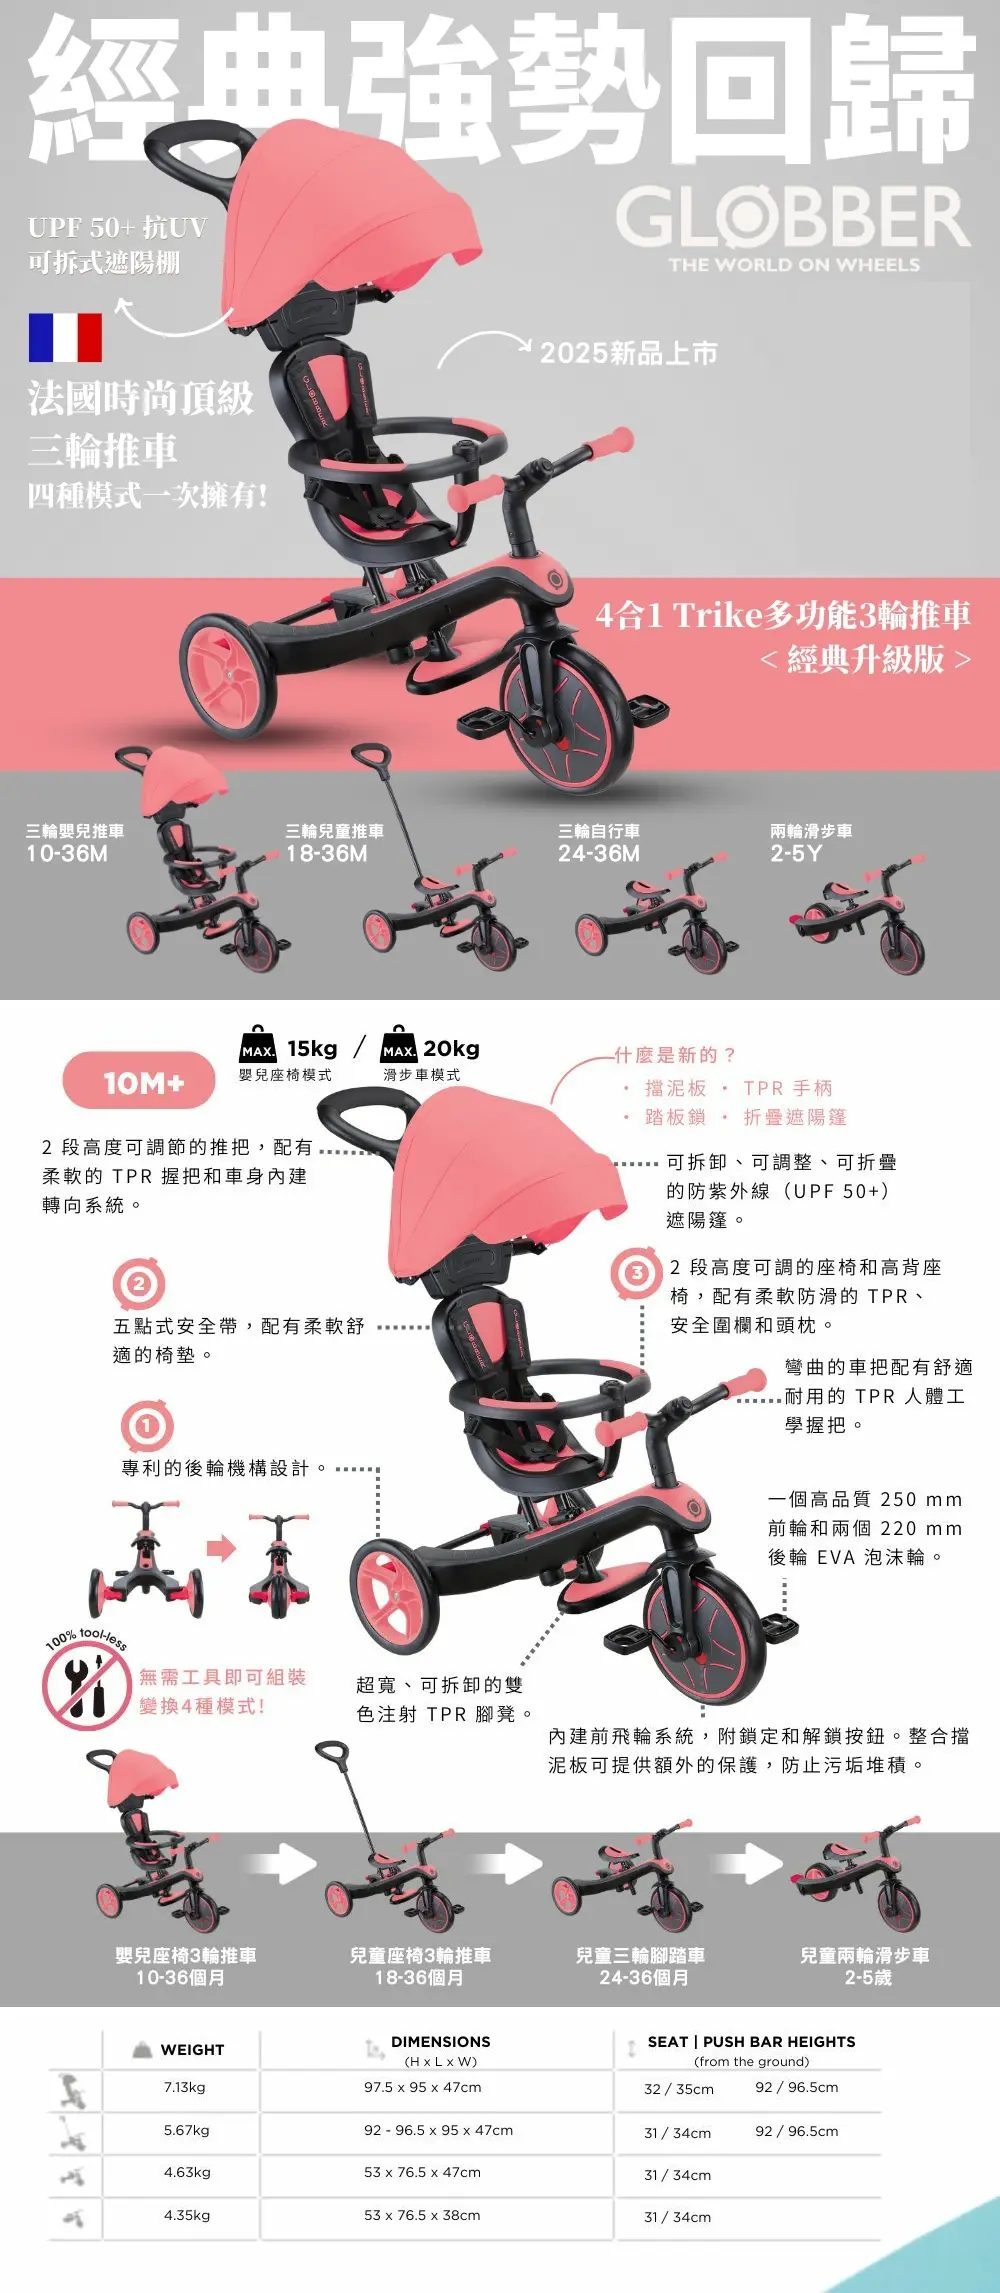 經典強勢回歸
GLOBBER
THE WORLD ON WHEELS
UPF 50+ 抗UV
可拆式遮陽棚
2025新品上市
法國時尚頂級
三輪推車
四種模式一次擁有!
GLOBBER
GLOBBER
4合1 Trike多功能3輪推車
< 經典升級版 >
三輪嬰兒推車
10-36M
三輪兒童推車
18-36M
三輪自行車
24-36M
兩輪滑步車
2-5Y
10M+
MAX. 15kg / MAX. 20kg
嬰兒座椅模式 滑步車模式
什麼是新的？
・ 擋泥板 ・ TPR 手柄
・ 踏板鎖 ・ 折疊遮陽篷
2 段高度可調節的推把，配有
柔軟的 TPR 握把和車身內建
轉向系統。
可拆卸、可調整、可折疊
的防紫外線（UPF 50+）
遮陽篷。
2
五點式安全帶，配有柔軟舒
適的椅墊。
3
2 段高度可調的座椅和高背座
椅，配有柔軟防滑的 TPR、
安全圍欄和頭枕。
GLOBBER
GLOBBER
彎曲的車把配有舒適
耐用的 TPR 人體工
學握把。
1
專利的後輪機構設計。
一個高品質 250 mm
前輪和兩個 220 mm
後輪 EVA 泡沫輪。
100% tool-less
無需工具即可組裝
變換4種模式!
超寬、可拆卸的雙
色注射 TPR 腳凳。
內建前飛輪系統，附鎖定和解鎖按鈕。整合擋
泥板可提供額外的保護，防止污垢堆積。
嬰兒座椅3輪推車
10-36個月
兒童座椅3輪推車
18-36個月
兒童三輪腳踏車
24-36個月
兒童兩輪滑步車
2-5歲
WEIGHT
DIMENSIONS
(H x L x W)
SEAT | PUSH BAR HEIGHTS
(from the ground)
7.13kg 97.5 x 95 x 47cm 32 / 35cm 92 / 96.5cm
5.67kg 92 - 96.5 x 95 x 47cm 31 / 34cm 92 / 96.5cm
4.63kg 53 x 76.5 x 47cm 31 / 34cm
4.35kg 53 x 76.5 x 38cm 31 / 34cm